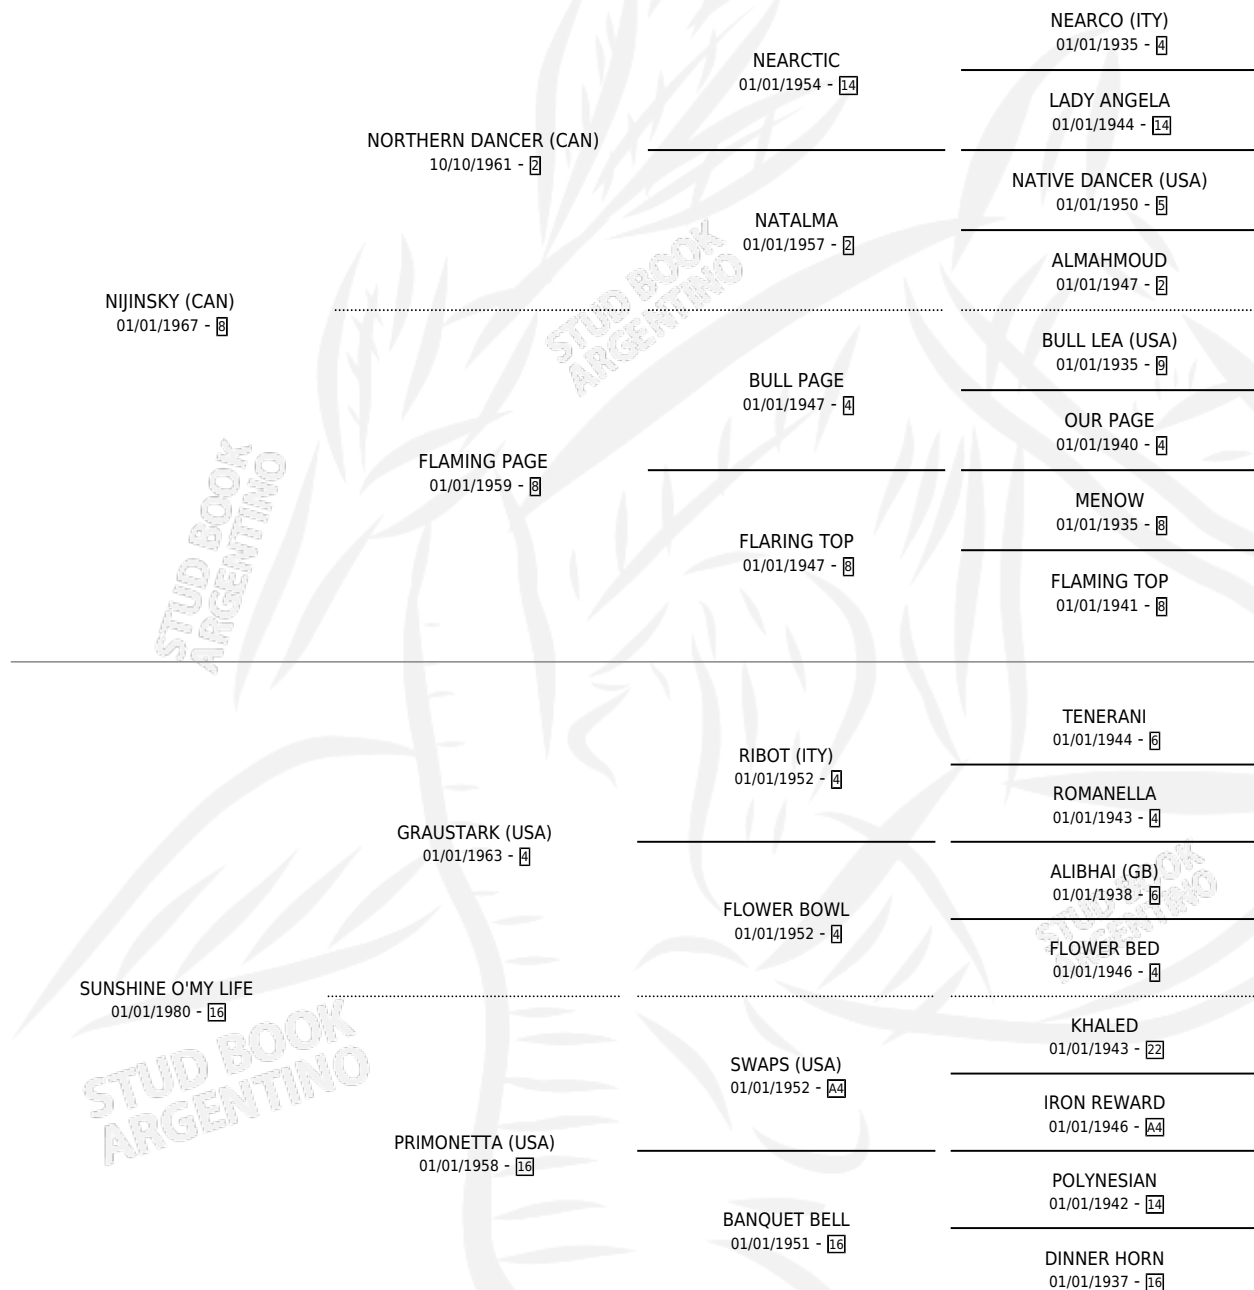 NIJINSKY (CAN)
01/01/1967 - 8
NORTHERN DANCER (CAN)
10/10/1961 - 2
FLAMING PAGE
01/01/1959 - 8
NEARCTIC
01/01/1954 - 14
NATALMA
01/01/1957 - 2
BULL PAGE
01/01/1947 - 4
FLARING TOP
01/01/1947 - 8
NEARCO (ITY)
01/01/1935 - 4
LADY ANGELA
01/01/1944 - 14
NATIVE DANCER (USA)
01/01/1950 - 5
ALMAHMOUD
01/01/1947 - 2
BULL LEA (USA)
01/01/1935 - 9
OUR PAGE
01/01/1940 - 4
MENOW
01/01/1935 - 8
FLAMING TOP
01/01/1941 - 8
SUNSHINE O'MY LIFE
01/01/1980 - 16
GRAUSTARK (USA)
01/01/1963 - 4
PRIMONETTA (USA)
01/01/1958 - 16
RIBOT (ITY)
01/01/1952 - 4
FLOWER BOWL
01/01/1952 - 4
SWAPS (USA)
01/01/1952 - A4
BANQUET BELL
01/01/1951 - 16
TENERANI
01/01/1944 - 6
ROMANELLA
01/01/1943 - 4
ALIBHAI (GB)
01/01/1938 - 6
FLOWER BED
01/01/1946 - 4
KHALED
01/01/1943 - 22
IRON REWARD
01/01/1946 - A4
POLYNESIAN
01/01/1942 - 14
DINNER HORN
01/01/1937 - 16
STUD BOOK
ARGENTINO
STUD BOOK
ARGENTINO
STUD BOOK
ARGENTINO
STUD BOOK
ARGENTINO